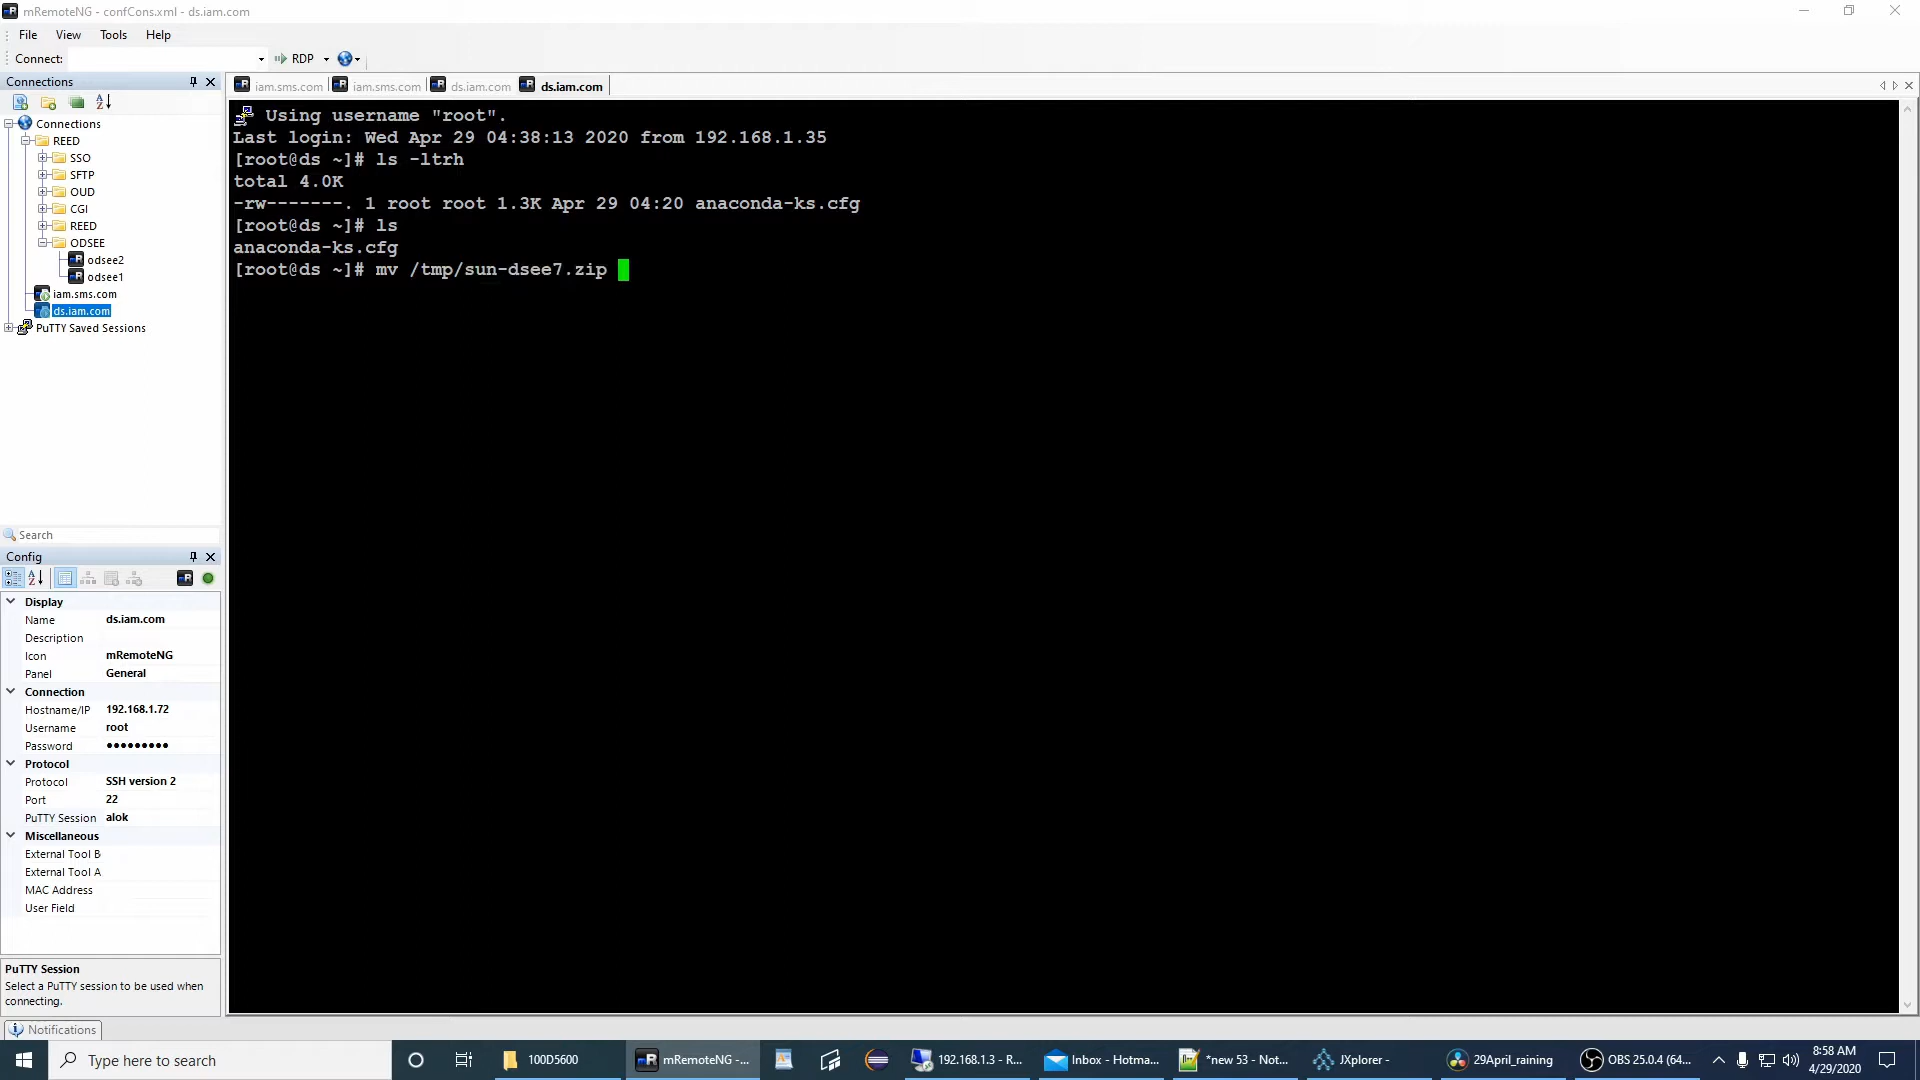 mRemoteNG - confCons.xml - ds.iam.com
File View Tools Help
Connect: RDP
Connections
iam.sms.com iam.sms.com ds.iam.com ds.iam.com
Connections
REED
SSO
SFTP
OUD
CGI
REED
ODSEE
odsee2
odsee1
iam.sms.com
ds.iam.com
PuTTY Saved Sessions
Using username "root".
Last login: Wed Apr 29 04:38:13 2020 from 192.168.1.35
[root@ds ~]# ls -ltrh
total 4.0K
-rw-------. 1 root root 1.3K Apr 29 04:20 anaconda-ks.cfg
[root@ds ~]# ls
anaconda-ks.cfg
[root@ds ~]# mv /tmp/sun-dsee7.zip
Search
Config
Display
Name ds.iam.com
Description
Icon mRemoteNG
Panel General
Connection
Hostname/IP 192.168.1.72
Username root
Password ●●●●●●●●●
Protocol
Protocol SSH version 2
Port 22
PuTTY Session alok
Miscellaneous
External Tool B
External Tool A
MAC Address
User Field
PuTTY Session
Select a PuTTY session to be used when
connecting.
Notifications
Type here to search
100D5600
mRemoteNG -...
192.168.1.3 - R...
Inbox - Hotma...
*new 53 - Not...
JXplorer -
29April_raining
OBS 25.0.4 (64...
8:58 AM
4/29/2020